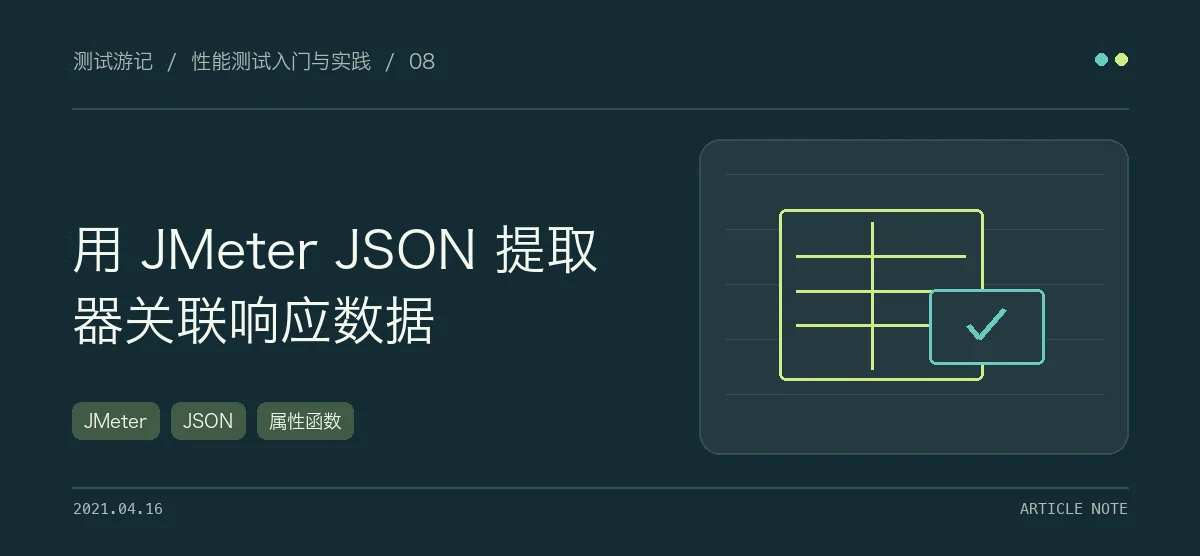 测试游记 / 性能测试入门与实践 / 08
用 JMeter JSON 提取
器关联响应数据
JMeter JSON 属性函数
2021.04.16 ARTICLE NOTE